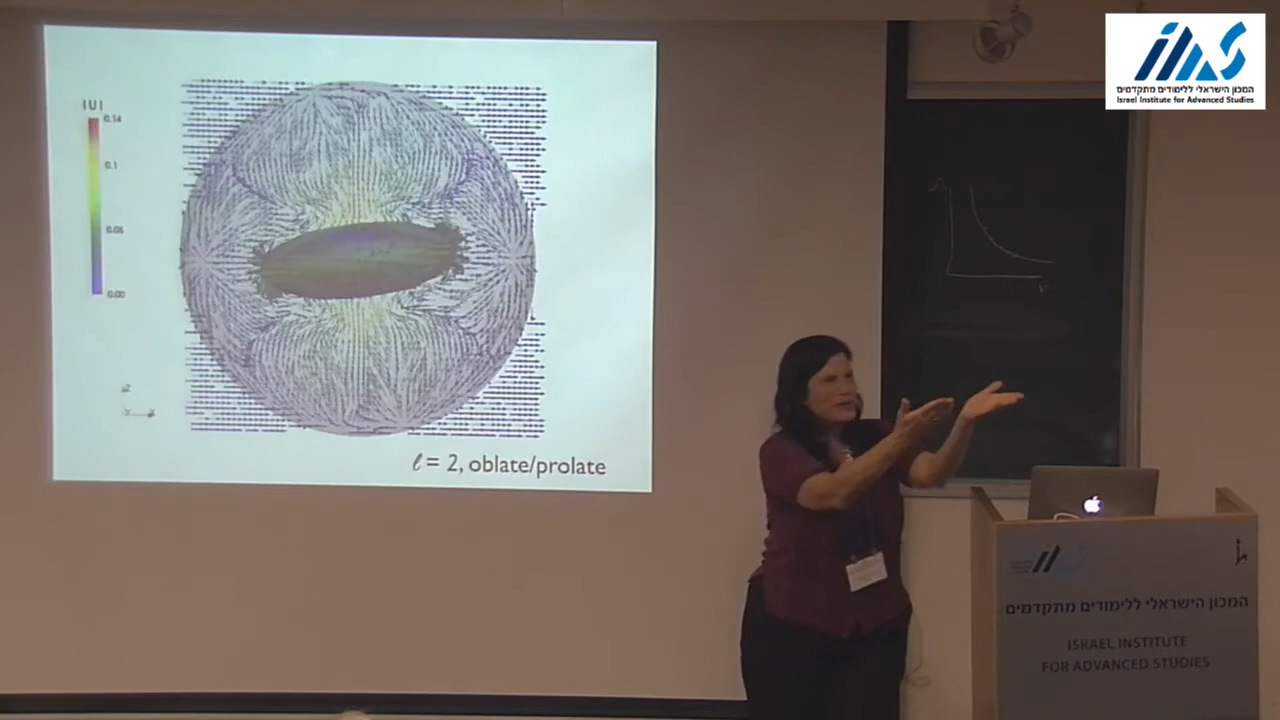 |U|
0.14
0.1
0.05
0.00
ℓ = 2, oblate/prolate
ias
המכון הישראלי ללימודים מתקדמים
Israel Institute for Advanced Studies
r
המכון הישראלי ללימודים מתקדמים
ISRAEL INSTITUTE
FOR ADVANCED STUDIES